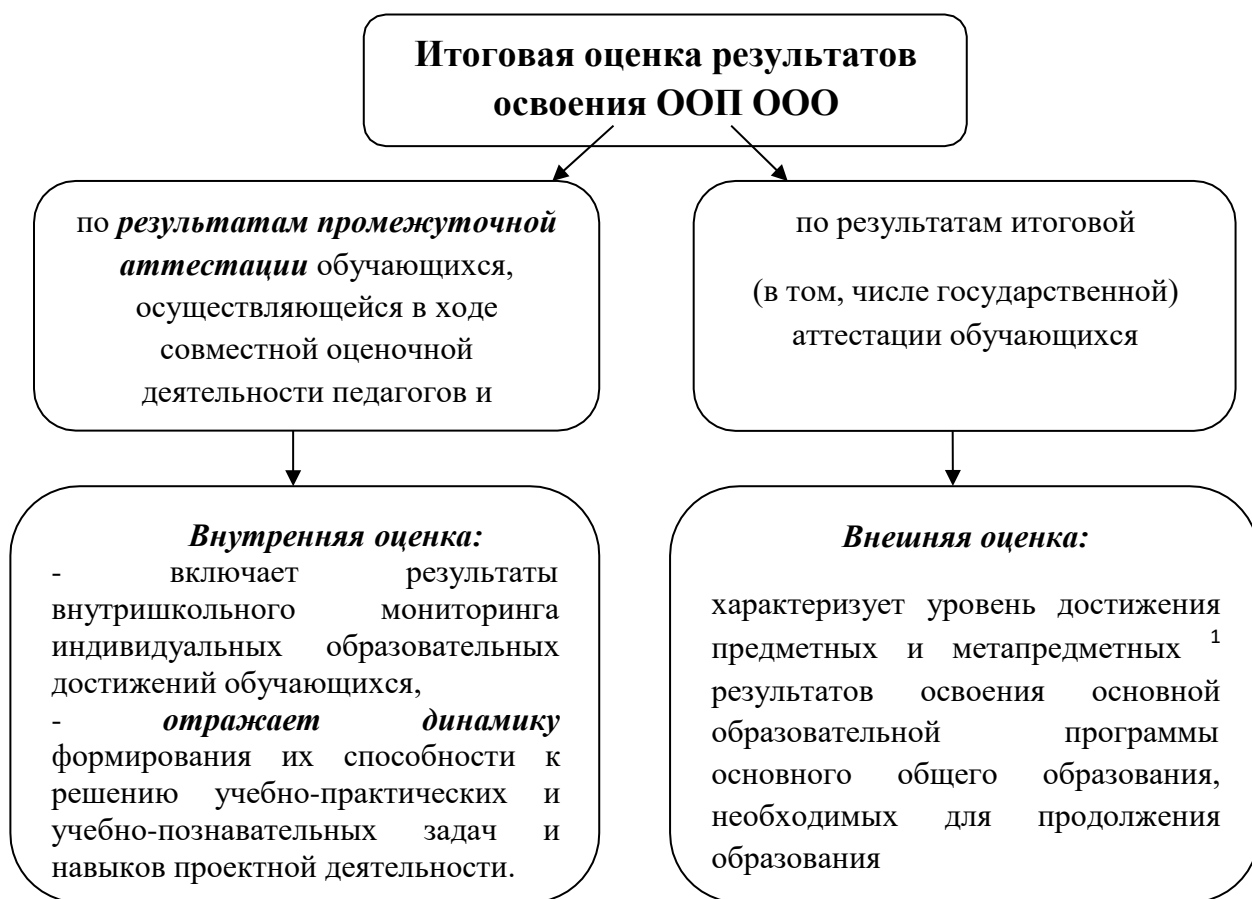 Итоговая оценка результатов
освоения ООП ООО
по результатам промежуточной
аттестации обучающихся,
осуществляющейся в ходе
совместной оценочной
деятельности педагогов и
по результатам итоговой
(в том, числе государственной)
аттестации обучающихся
Внутренняя оценка:
- включает результаты
внутришкольного мониторинга
индивидуальных образовательных
достижений обучающихся,
- отражает динамику
формирования их способности к
решению учебно-практических и
учебно-познавательных задач и
навыков проектной деятельности.
Внешняя оценка:
характеризует уровень достижения
предметных и метапредметных ¹
результатов освоения основной
образовательной программы
основного общего образования,
необходимых для продолжения
образования